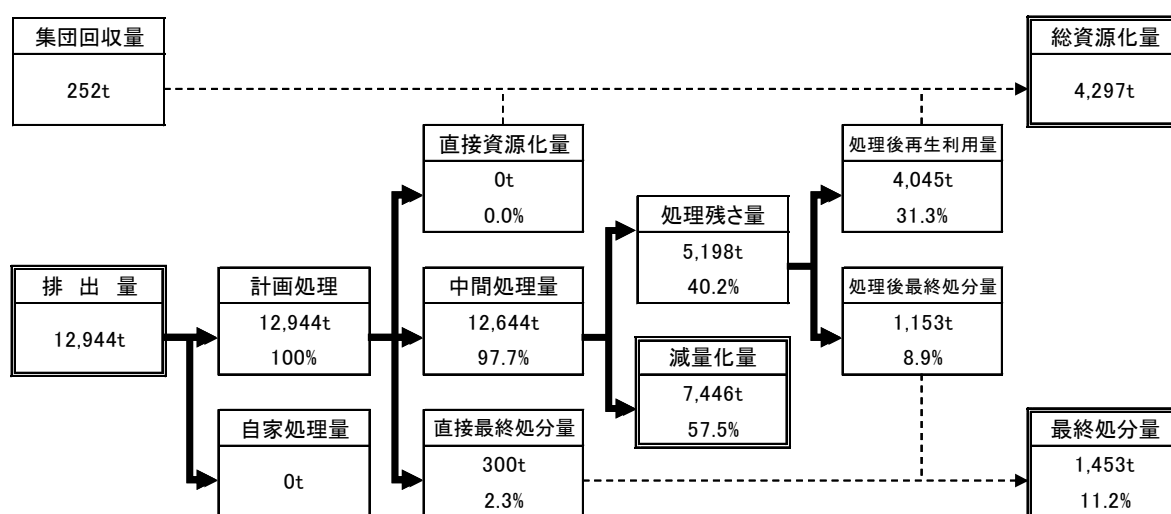 集団回収量
252t
総資源化量
4,297t
直接資源化量
0t
0.0%
処理後再生利用量
4,045t
31.3%
処理残さ量
5,198t
40.2%
排 出 量
12,944t
計画処理
12,944t
100%
中間処理量
12,644t
97.7%
処理後最終処分量
1,153t
8.9%
減量化量
7,446t
57.5%
自家処理量
0t
直接最終処分量
300t
2.3%
最終処分量
1,453t
11.2%